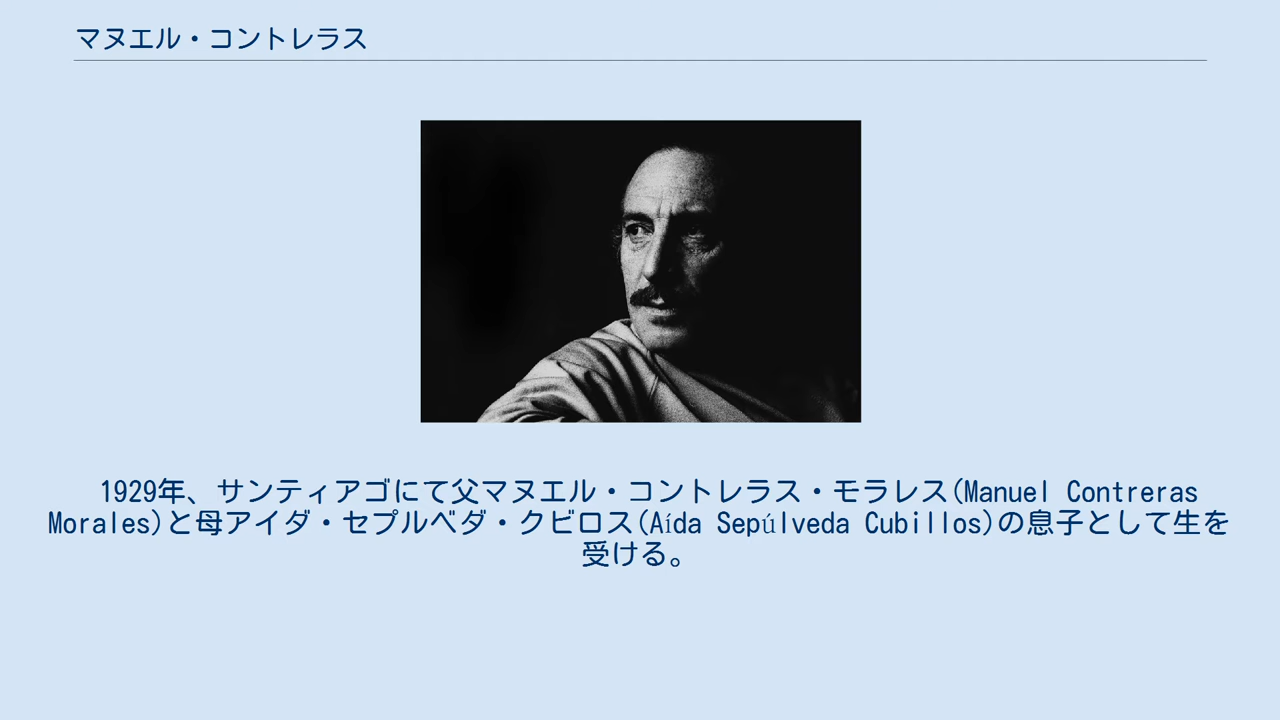 マヌエル・コントレラス
1929年、サンティアゴにて父マヌエル・コントレラス・モラレス(Manuel Contreras
Morales)と母アイダ・セプルベダ・クビロス(Aída Sepúlveda Cubillos)の息子として生を
受ける。